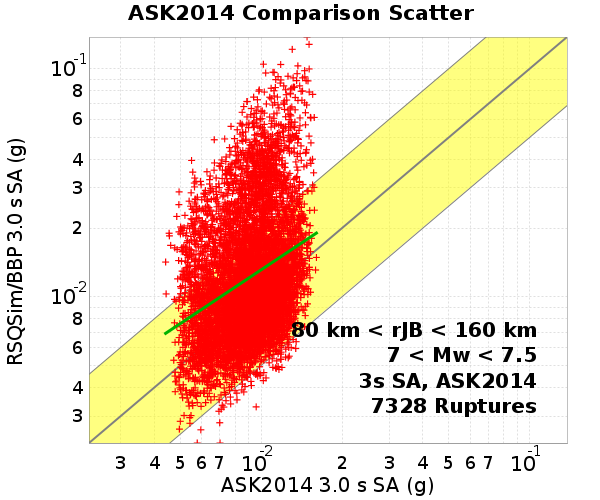 ASK2014 Comparison Scatter
RSQSim/BBP 3.0 s SA (g)
10⁻¹
8
6
4
3
2
10⁻²
8
6
4
3
80 km < rJB < 160 km
7 < Mw < 7.5
3s SA, ASK2014
7328 Ruptures
3 4 5 6 7 10⁻² 2 3 4 5 6 7 10⁻¹
ASK2014 3.0 s SA (g)